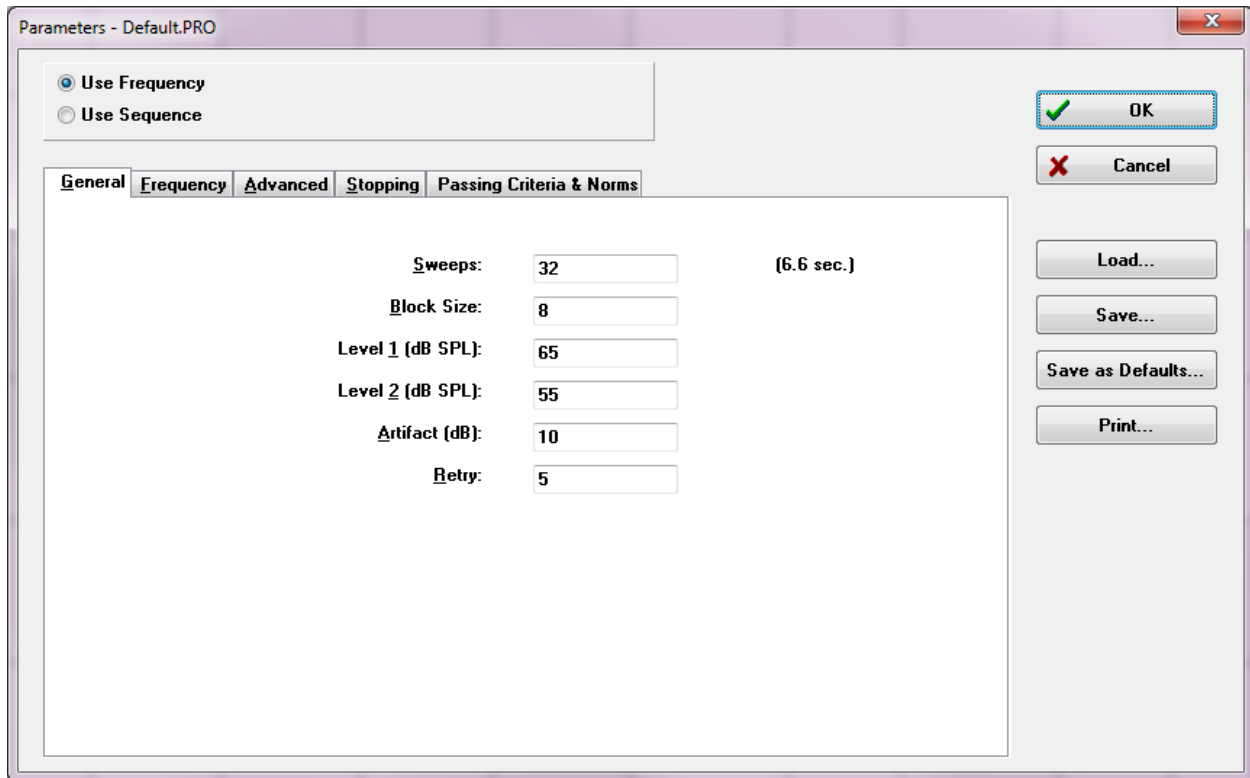 Parameters - Default.PRO
X
Use Frequency
Use Sequence
OK
Cancel
General Frequency Advanced Stopping Passing Criteria & Norms
Sweeps: 32 (6.6 sec.)
Block Size: 8
Level 1 (dB SPL): 65
Level 2 (dB SPL): 55
Artifact (dB): 10
Retry: 5
Load...
Save...
Save as Defaults...
Print...